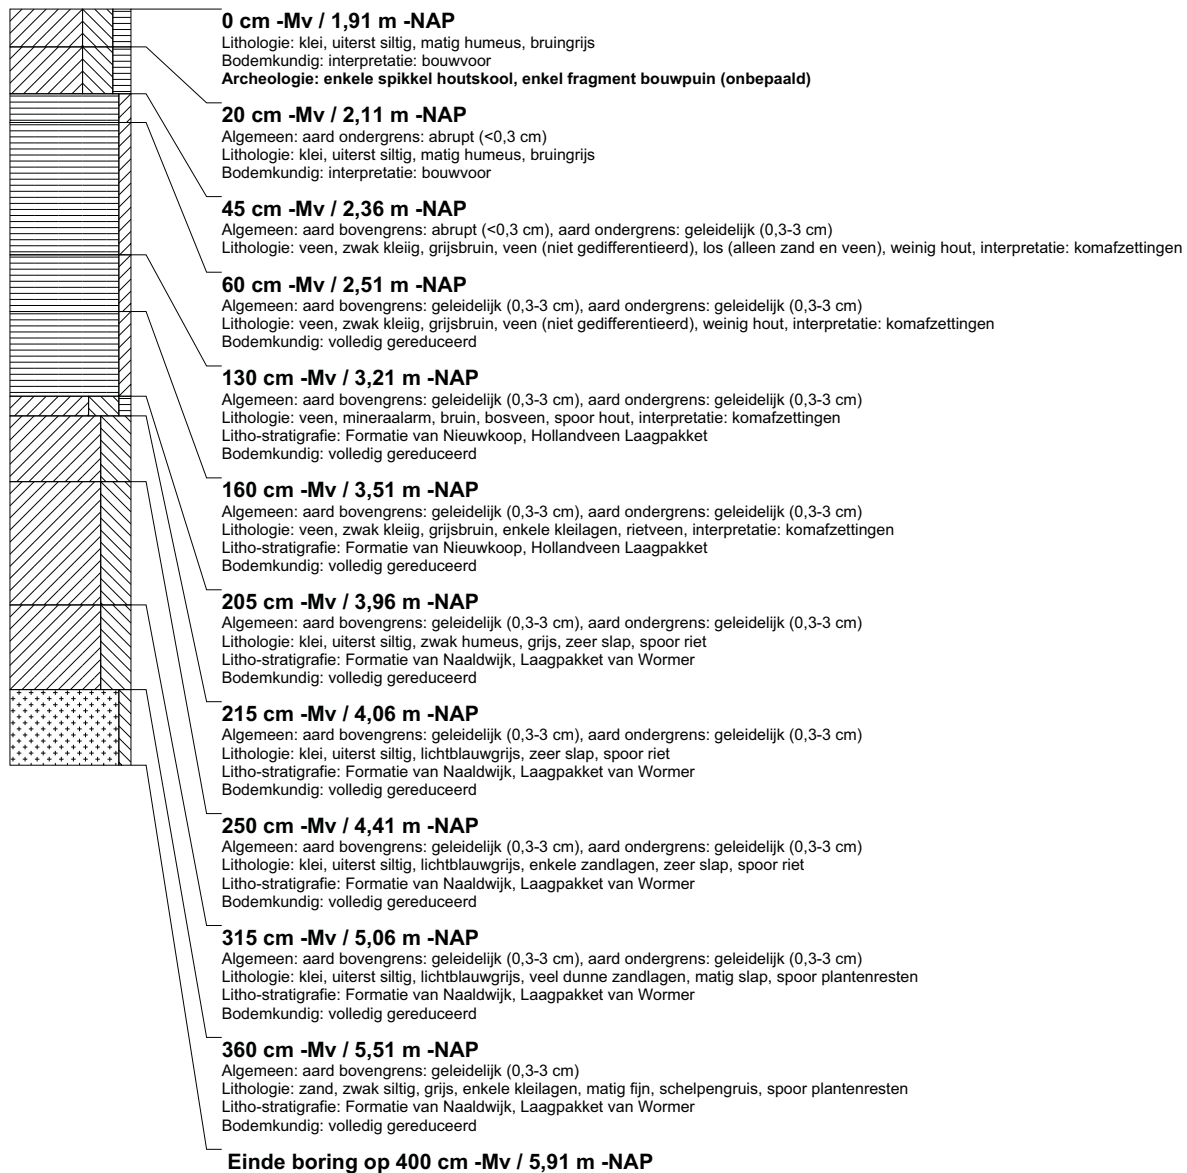 0 cm -Mv / 1,91 m -NAP
Lithologie: klei, uiterst siltig, matig humeus, bruingrijs
Bodemkundig: interpretatie: bouwvoor
Archeologie: enkele spikkel houtskool, enkel fragment bouwpuin (onbepaald)
20 cm -Mv / 2,11 m -NAP
Algemeen: aard ondergrens: abrupt (<0,3 cm)
Lithologie: klei, uiterst siltig, matig humeus, bruingrijs
Bodemkundig: interpretatie: bouwvoor
45 cm -Mv / 2,36 m -NAP
Algemeen: aard bovengrens: abrupt (<0,3 cm), aard ondergrens: geleidelijk (0,3-3 cm)
Lithologie: veen, zwak kleiig, grijsbruin, veen (niet gedifferentieerd), los (alleen zand en veen), weinig hout, interpretatie: komafzettingen
60 cm -Mv / 2,51 m -NAP
Algemeen: aard bovengrens: geleidelijk (0,3-3 cm), aard ondergrens: geleidelijk (0,3-3 cm)
Lithologie: veen, zwak kleiig, grijsbruin, veen (niet gedifferentieerd), weinig hout, interpretatie: komafzettingen
Bodemkundig: volledig gereduceerd
130 cm -Mv / 3,21 m -NAP
Algemeen: aard bovengrens: geleidelijk (0,3-3 cm), aard ondergrens: geleidelijk (0,3-3 cm)
Lithologie: veen, mineraalarm, bruin, bosveen, spoor hout, interpretatie: komafzettingen
Litho-stratigrafie: Formatie van Nieuwkoop, Hollandveen Laagpakket
Bodemkundig: volledig gereduceerd
160 cm -Mv / 3,51 m -NAP
Algemeen: aard bovengrens: geleidelijk (0,3-3 cm), aard ondergrens: geleidelijk (0,3-3 cm)
Lithologie: veen, zwak kleiig, grijsbruin, enkele kleilagen, rietveen, interpretatie: komafzettingen
Litho-stratigrafie: Formatie van Nieuwkoop, Hollandveen Laagpakket
Bodemkundig: volledig gereduceerd
205 cm -Mv / 3,96 m -NAP
Algemeen: aard bovengrens: geleidelijk (0,3-3 cm), aard ondergrens: geleidelijk (0,3-3 cm)
Lithologie: klei, uiterst siltig, zwak humeus, grijs, zeer slap, spoor riet
Litho-stratigrafie: Formatie van Naaldwijk, Laagpakket van Wormer
Bodemkundig: volledig gereduceerd
215 cm -Mv / 4,06 m -NAP
Algemeen: aard bovengrens: geleidelijk (0,3-3 cm), aard ondergrens: geleidelijk (0,3-3 cm)
Lithologie: klei, uiterst siltig, lichtblauwgrijs, zeer slap, spoor riet
Litho-stratigrafie: Formatie van Naaldwijk, Laagpakket van Wormer
Bodemkundig: volledig gereduceerd
250 cm -Mv / 4,41 m -NAP
Algemeen: aard bovengrens: geleidelijk (0,3-3 cm), aard ondergrens: geleidelijk (0,3-3 cm)
Lithologie: klei, uiterst siltig, lichtblauwgrijs, enkele zandlagen, zeer slap, spoor riet
Litho-stratigrafie: Formatie van Naaldwijk, Laagpakket van Wormer
Bodemkundig: volledig gereduceerd
315 cm -Mv / 5,06 m -NAP
Algemeen: aard bovengrens: geleidelijk (0,3-3 cm), aard ondergrens: geleidelijk (0,3-3 cm)
Lithologie: klei, uiterst siltig, lichtblauwgrijs, veel dunne zandlagen, matig slap, spoor plantenresten
Litho-stratigrafie: Formatie van Naaldwijk, Laagpakket van Wormer
Bodemkundig: volledig gereduceerd
360 cm -Mv / 5,51 m -NAP
Algemeen: aard bovengrens: geleidelijk (0,3-3 cm)
Lithologie: zand, zwak siltig, grijs, enkele kleilagen, matig fijn, schelpengruis, spoor plantenresten
Litho-stratigrafie: Formatie van Naaldwijk, Laagpakket van Wormer
Bodemkundig: volledig gereduceerd
Einde boring op 400 cm -Mv / 5,91 m -NAP